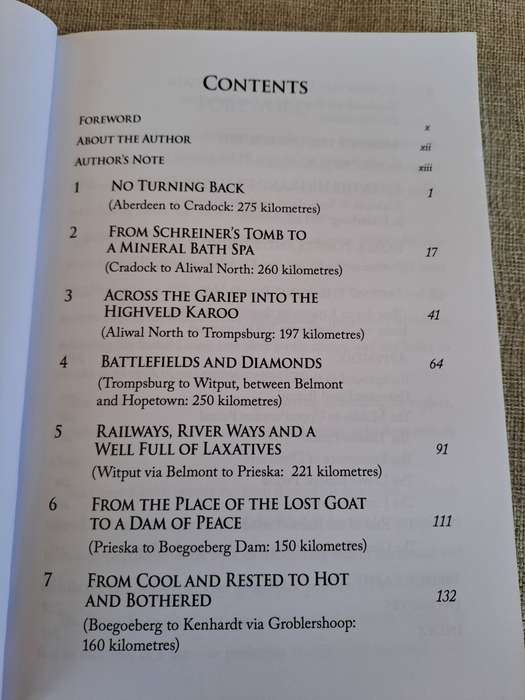 CONTENTS
FOREWORD x
ABOUT THE AUTHOR xii
AUTHOR'S NOTE xiii
1 NO TURNING BACK 1
(Aberdeen to Cradock: 275 kilometres)
2 FROM SCHREINER'S TOMB TO
A MINERAL BATH SPA 17
(Cradock to Aliwal North: 260 kilometres)
3 ACROSS THE GARIEP INTO THE
HIGHVELD KAROO 41
(Aliwal North to Trompsburg: 197 kilometres)
4 BATTLEFIELDS AND DIAMONDS 64
(Trompsburg to Witput, between Belmont
and Hopetown: 250 kilometres)
5 RAILWAYS, RIVER WAYS AND A
WELL FULL OF LAXATIVES 91
(Witput via Belmont to Prieska: 221 kilometres)
6 FROM THE PLACE OF THE LOST GOAT
TO A DAM OF PEACE 111
(Prieska to Boegoeberg Dam: 150 kilometres)
7 FROM COOL AND RESTED TO HOT
AND BOTHERED 132
(Boegoeberg to Kenhardt via Groblershoop:
160 kilometres)